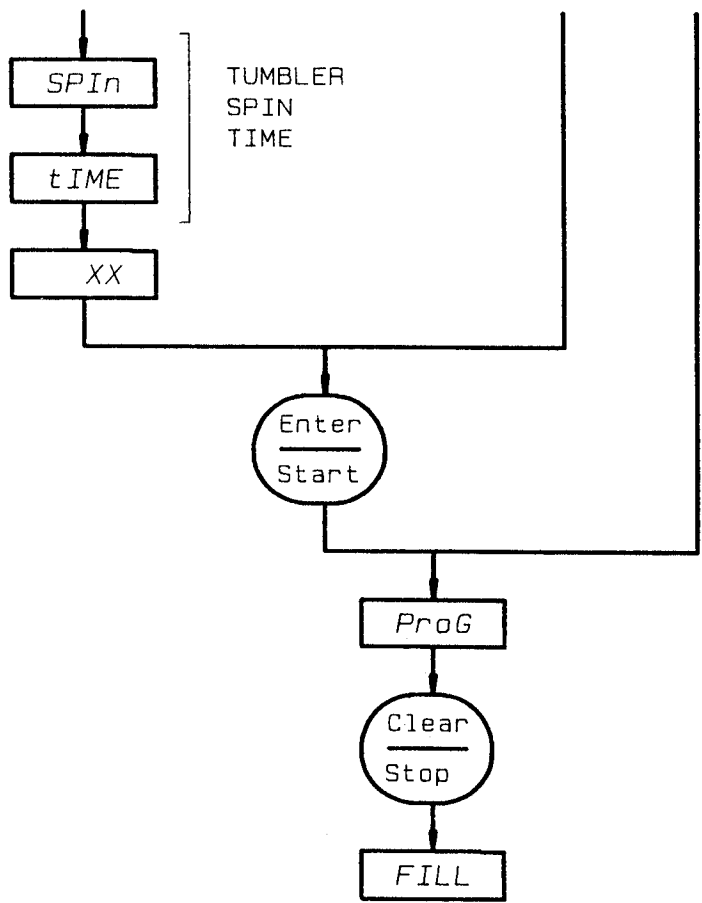 SPIn
TUMBLER
SPIN
TIME
tIME
XX
Enter
Start
ProG
Clear
Stop
FILL